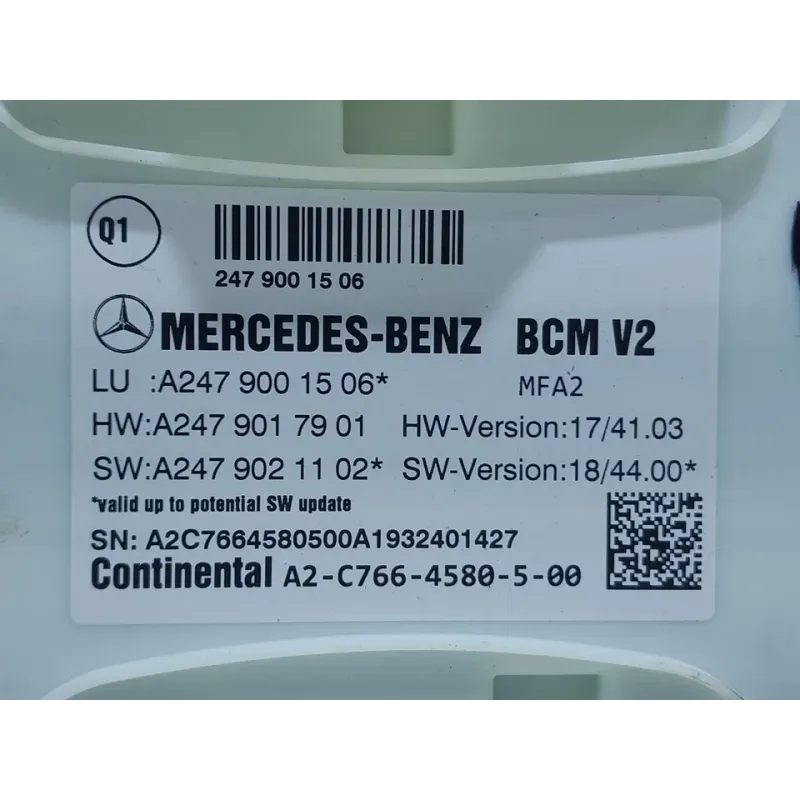 Q1
247 900 15 06
MERCEDES-BENZ BCM V2
LU :A247 900 15 06* MFA2
HW:A247 901 79 01 HW-Version:17/41.03
SW:A247 902 11 02* SW-Version:18/44.00*
*valid up to potential SW update
SN: A2C7664580500A1932401427
Continental A2-C766-4580-5-00